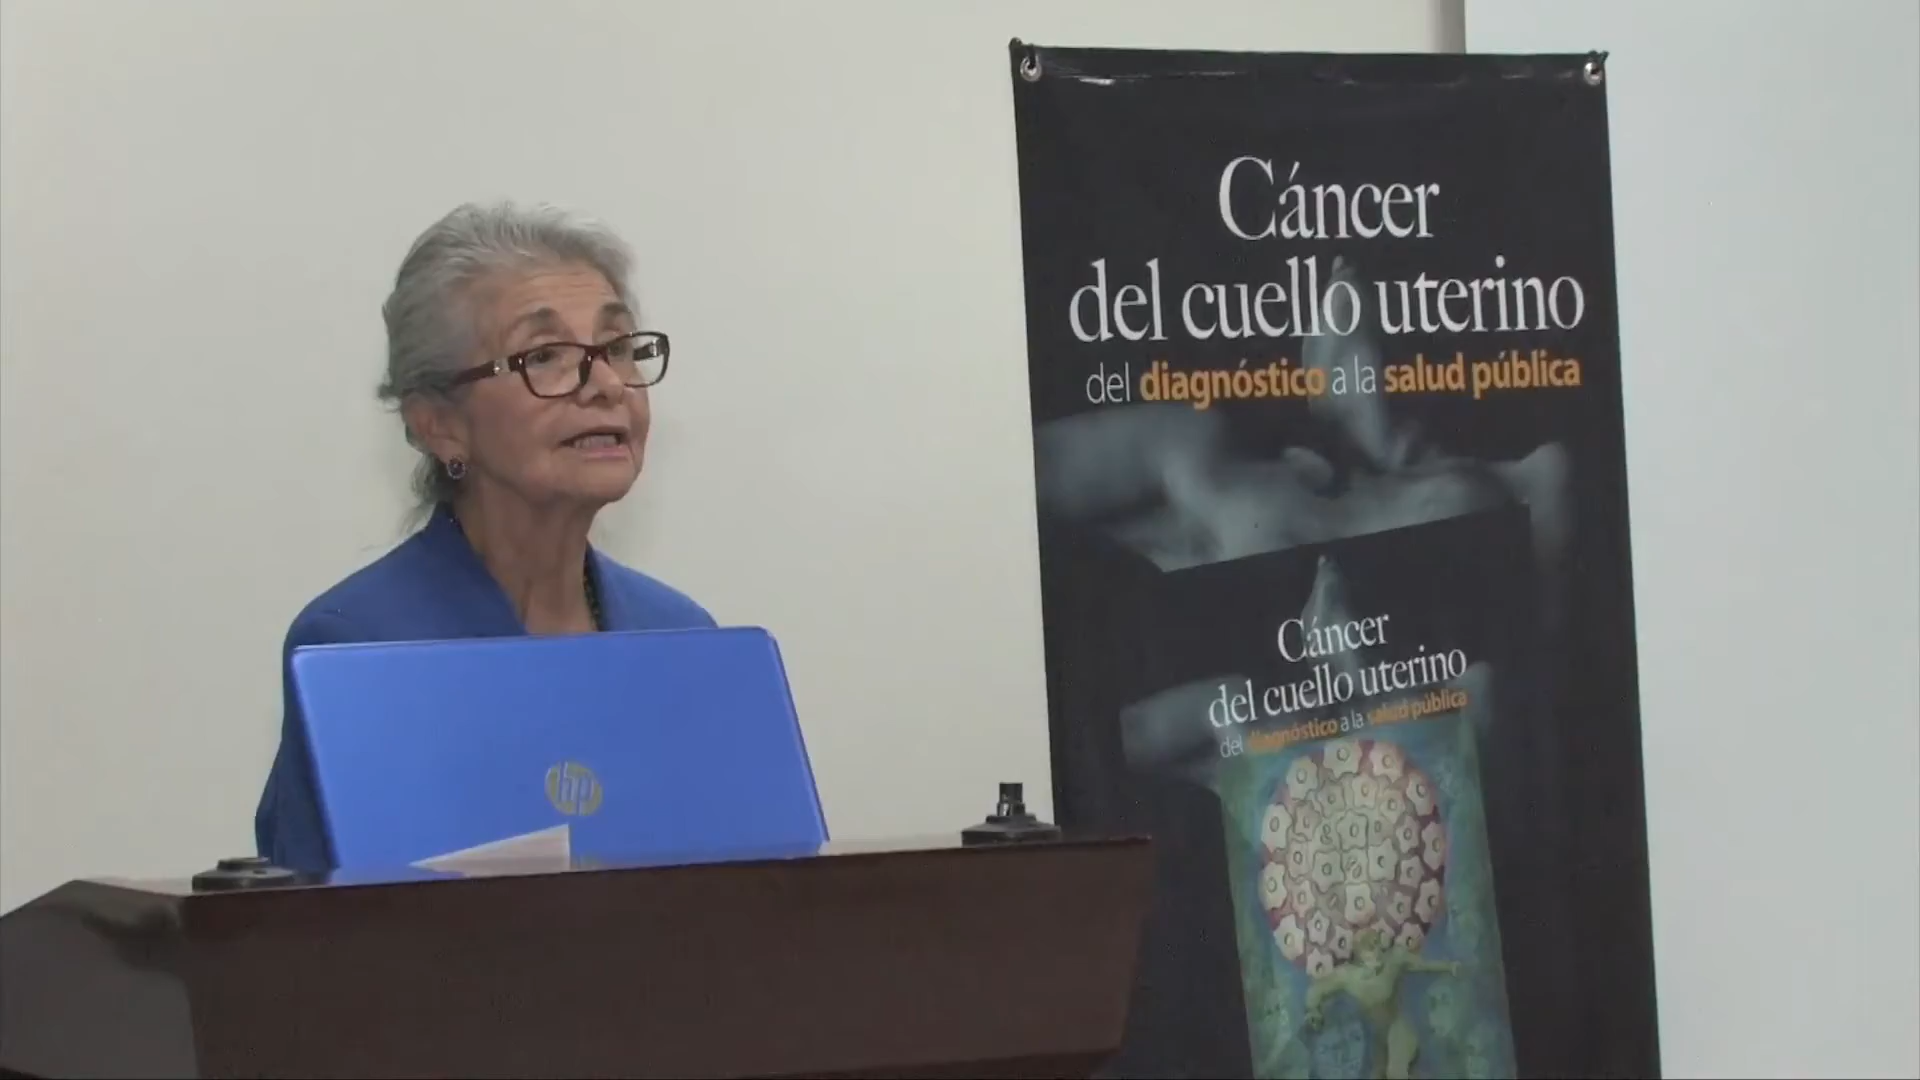 Cáncer
del cuello uterino
del diagnóstico a la salud pública
Cáncer
del cuello uterino
del diagnóstico a la salud pública
hp